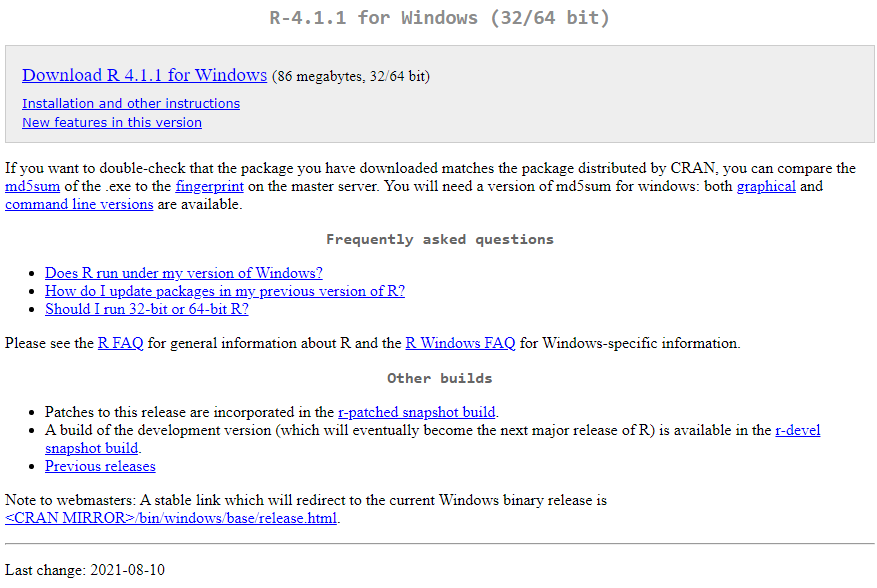 R-4.1.1 for Windows (32/64 bit)
Download R 4.1.1 for Windows (86 megabytes, 32/64 bit)
Installation and other instructions
New features in this version
If you want to double-check that the package you have downloaded matches the package distributed by CRAN, you can compare the
md5sum of the .exe to the fingerprint on the master server. You will need a version of md5sum for windows: both graphical and
command line versions are available.
Frequently asked questions
• Does R run under my version of Windows?
• How do I update packages in my previous version of R?
• Should I run 32-bit or 64-bit R?
Please see the R FAQ for general information about R and the R Windows FAQ for Windows-specific information.
Other builds
• Patches to this release are incorporated in the r-patched snapshot build.
• A build of the development version (which will eventually become the next major release of R) is available in the r-devel
snapshot build.
• Previous releases
Note to webmasters: A stable link which will redirect to the current Windows binary release is
<CRAN MIRROR>/bin/windows/base/release.html.
Last change: 2021-08-10